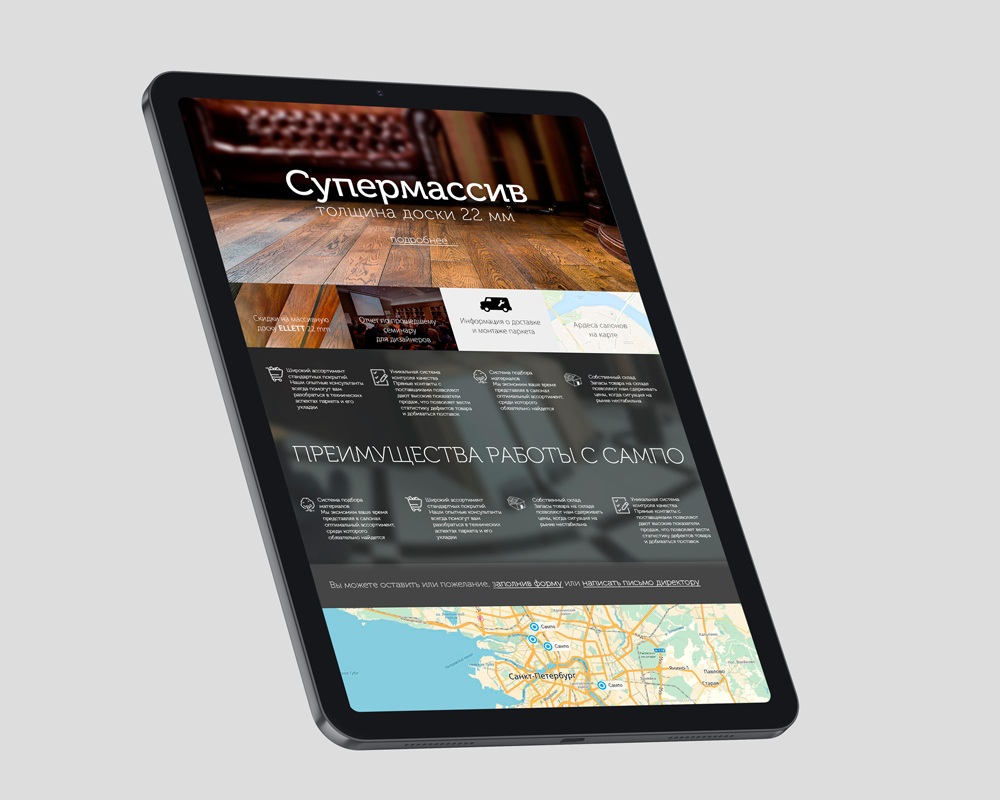 Супермассив
толщина доски 22 мм
подробнее...
Скидки на массивную
доску ELLETT 22 mm
Отчет по прошедшему
семинару
для дизайнеров
Информация о доставке
и монтаже паркета
Ардеса салонов
на карте
Широкий ассортимент
стандартных покрытий.
Наши опытные консультанты
всегда помогут вам
разобраться в технических
аспектах паркета и его
укладки
Уникальная система
контроля качества
Прямые контакты с
поставщиками позволяют
дают высокие показатели
продаж, что позволяет вести
статистику дефектов товара
и добиваться поставок
Система подбора
материалов
Мы экономим ваше время
представляя в салонах
оптимальный ассортимент,
среди которого
обязательно найдется
Собственный склад
Запасы товара на складе
позволяют нам сдерживать
цены, когда ситуация на
рынке нестабильна
ПРЕИМУЩЕСТВА РАБОТЫ С САМПО
Система подбора
материалов
Мы экономим ваше время
представляя в салонах
оптимальный ассортимент,
среди которого
обязательно найдется
Широкий ассортимент
стандартных покрытий
Наши опытные консультанты
всегда помогут вам
разобраться в технических
аспектах паркета и его
укладки
Собственный склад
Запасы товара на складе
позволяют нам сдерживать
цены, когда ситуация на
рынке нестабильна
Уникальная система
контроля качества
Прямые контакты с
поставщиками позволяют
дают высокие показатели
продаж, что позволяет вести
статистику дефектов товара
и добиваться поставок
Вы можете оставить или пожелание, заполнив форму или написать письмо директору
Сампо
Сампо
Санкт-Петербург
Сампо
Янино 1
Павлово
Старая